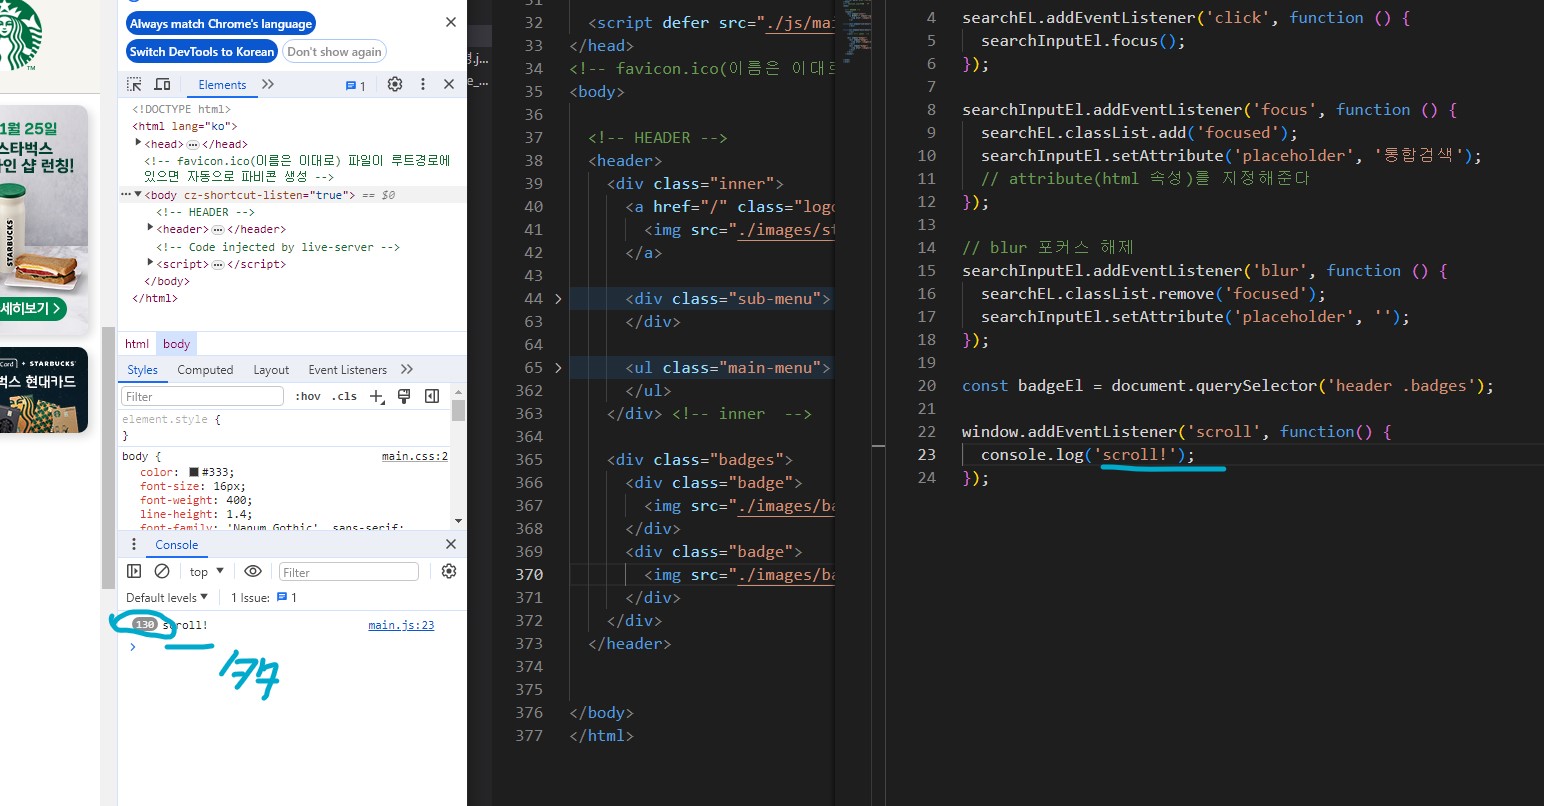 TM
1월 25일
스타벅스
인 샵 런칭!
STARBUCKS
세히보기 >
Card + STARBUCKS
벅스 현대카드
Always match Chrome's language
Switch DevTools to Korean
Don't show again
Elements
1
<!DOCTYPE html>
<html lang="ko">
<head> ⋯ </head>
<!-- favicon.ico(이름은 이대로) 파일이 루트경로에
있으면 자동으로 파비콘 생성 -->
<body cz-shortcut-listen="true"> == $0
<!-- HEADER -->
<header> ⋯ </header>
<!-- Code injected by live-server -->
<script> ⋯ </script>
</body>
</html>
html body
Styles Computed Layout Event Listeners
Filter :hov .cls
element.style {
}
body { main.css:2
color: #333;
font-size: 16px;
font-weight: 400;
line-height: 1.4;
font-family: 'Nanum Gothic', sans-serif;
Console
top Filter
Default levels 1 Issue: 1
130 scroll! main.js:23
>
31
32 <script defer src="./js/mai
33 </head>
34 <!-- favicon.ico(이름은 이대로
35 <body>
36
37 <!-- HEADER -->
38 <header>
39 <div class="inner">
40 <a href="/" class="logo
41 <img src="./images/st
42 </a>
43
44 <div class="sub-menu">
63 </div>
64
65 <ul class="main-menu">
362 </ul>
363 </div> <!-- inner  -->
364
365 <div class="badges">
366 <div class="badge">
367 <img src="./images/ba
368 </div>
369 <div class="badge">
370 <img src="./images/ba
371 </div>
372 </div>
373 </header>
374
375
376 </body>
377 </html>
4 searchEL.addEventListener('click', function () {
5 searchInputEl.focus();
6 });
7
8 searchInputEl.addEventListener('focus', function () {
9 searchEL.classList.add('focused');
10 searchInputEl.setAttribute('placeholder', '통합검색');
11 // attribute(html 속성)를 지정해준다
12 });
13
14 // blur 포커스 해제
15 searchInputEl.addEventListener('blur', function () {
16 searchEL.classList.remove('focused');
17 searchInputEl.setAttribute('placeholder', '');
18 });
19
20 const badgeEl = document.querySelector('header .badges');
21
22 window.addEventListener('scroll', function() {
23 console.log('scroll!');
24 });